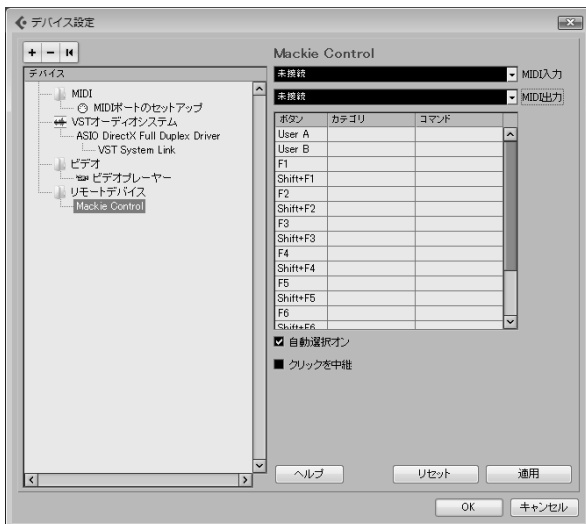 デバイス設定
Mackie Control
デバイス
未接続 MIDI入力
未接続 MIDI出力
MIDI
MIDIポートのセットアップ
VSTオーディオシステム
ASIO DirectX Full Duplex Driver
VST System Link
ビデオ
ビデオプレーヤー
リモートデバイス
Mackie Control
ボタン カテゴリ コマンド
User A
User B
F1
Shift+F1
F2
Shift+F2
F3
Shift+F3
F4
Shift+F4
F5
Shift+F5
F6
Shift+F6
自動選択オン
クリックを中継
ヘルプ リセット 適用
OK キャンセル